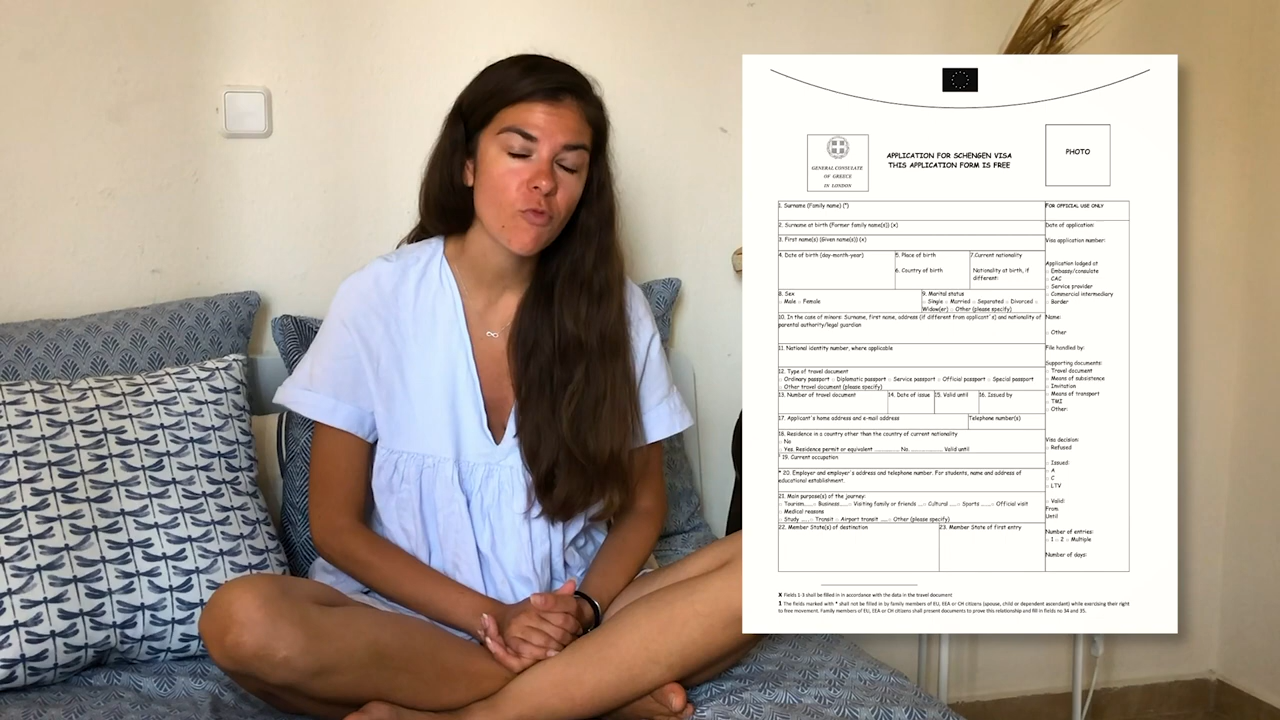 GENERAL CONSULATE
OF GREECE
IN LONDON
APPLICATION FOR SCHENGEN VISA
THIS APPLICATION FORM IS FREE
PHOTO
1. Surname (Family name) (*)
2. Surname at birth (Former family name(s)) (x)
3. First name(s) (Given name(s)) (x)
4. Date of birth (day-month-year)
5. Place of birth
6. Country of birth
7.Current nationality
Nationality at birth, if
different:
8. Sex
Male Female
9. Marital status
Single Married Separated Divorced
Widow(er) Other (please specify)
10. In the case of minors: Surname, first name, address (if different from applicant's) and nationality of
parental authority/legal guardian
11. National identity number, where applicable
12. Type of travel document
Ordinary passport Diplomatic passport Service passport Official passport Special passport
Other travel document (please specify)
13. Number of travel document
14. Date of issue
15. Valid until
16. Issued by
17. Applicant's home address and e-mail address
Telephone number(s)
18. Residence in a country other than the country of current nationality
No
Yes. Residence permit or equivalent ............ No. ................ Valid until
* 19. Current occupation
* 20. Employer and employer's address and telephone number. For students, name and address of
educational establishment.
21. Main purpose(s) of the journey:
Tourism..... Business..... Visiting family or friends ... Cultural .... Sports ..... Official visit
Medical reasons
Study ..... Transit Airport transit ..... Other (please specify)
22. Member State(s) of destination
23. Member State of first entry
FOR OFFICIAL USE ONLY
Date of application:
Visa application number:
Application lodged at
Embassy/consulate
CAC
Service provider
Commercial intermediary
Border
Name:
Other
File handled by:
Supporting documents:
Travel document
Means of subsistence
Invitation
Means of transport
TMI
Other:
Visa decision:
Refused
Issued:
A
C
LTV
Valid:
From
Until
Number of entries:
1 2 Multiple
Number of days:
X Fields 1-3 shall be filled in in accordance with the data in the travel document
1 The fields marked with * shall not be filled in by family members of EU, EEA or CH citizens (spouse, child or dependent ascendant) while exercising their right
to free movement. Family members of EU, EEA or CH citizens shall present documents to prove this relationship and fill in fields no 34 and 35.